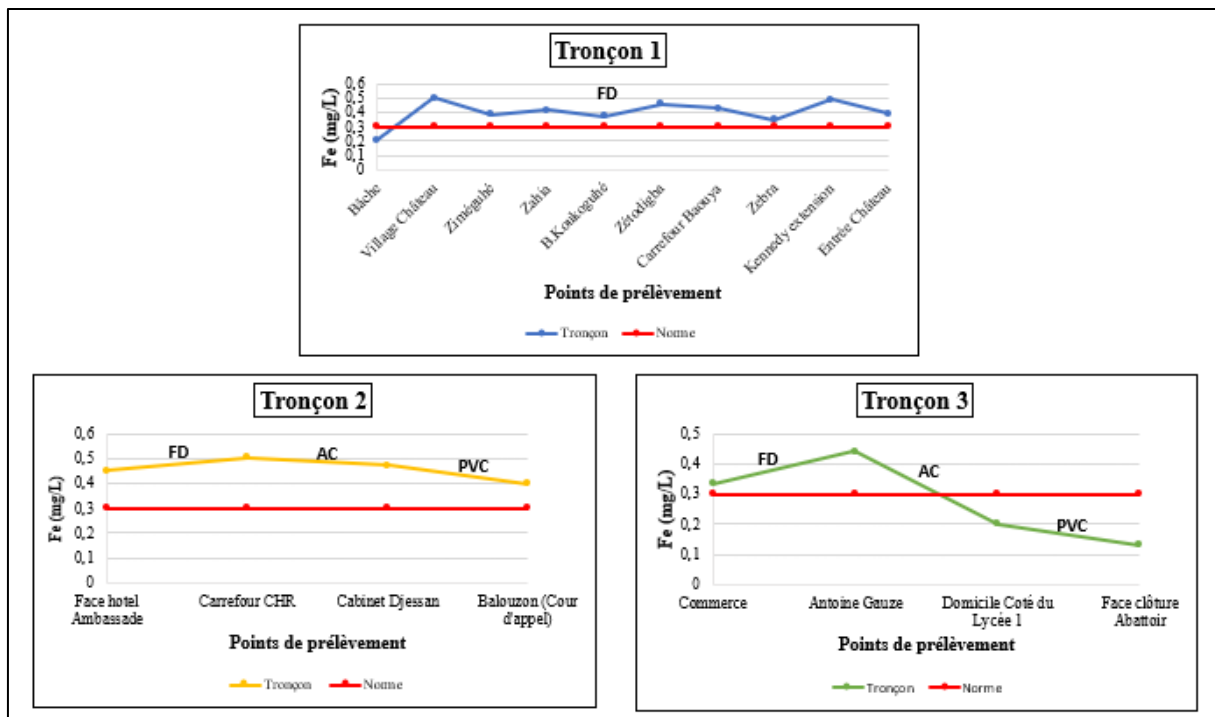 Tronçon 1
Fe (mg/L)
0,6
0,5
0,4
0,3
0,2
0,1
0
FD
Bâche
Village Château
Ziméguhé
Zahia
B.Koukoguhé
Zétodigba
Carrefour Baouya
Zebra
Kennedy extension
Entrée Château
Points de prélèvement
Tronçon Norme
Tronçon 2
Fe (mg/L)
0,6
0,5
0,4
0,3
0,2
0,1
0
FD AC PVC
Face hotel
Ambassade
Carrefour CHR
Cabinet Djessan
Balouzon (Cour
d'appel)
Points de prélèvement
Tronçon Norme
Tronçon 3
Fe (mg/L)
0,5
0,4
0,3
0,2
0,1
0
FD AC PVC
Commerce
Antoine Gauze
Domicile Coté du
Lycée 1
Face clôture
Abattoir
Points de prélèvement
Tronçon Norme